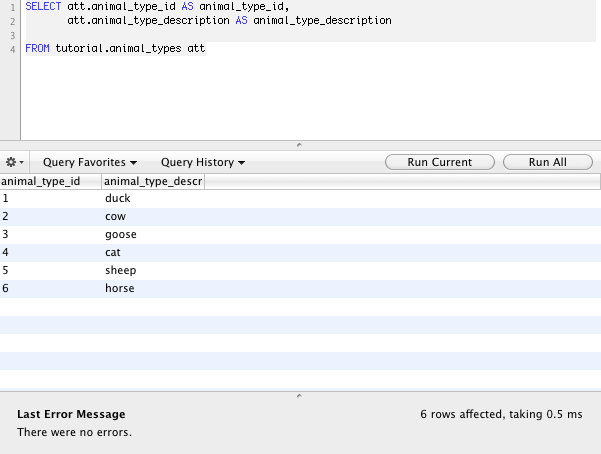 1 SELECT att.animal_type_id AS animal_type_id,
2 att.animal_type_description AS animal_type_description
3
4 FROM tutorial.animal_types att
Query Favorites Query History Run Current Run All
animal_type_id animal_type_descr
1 duck
2 cow
3 goose
4 cat
5 sheep
6 horse
Last Error Message 6 rows affected, taking 0.5 ms
There were no errors.